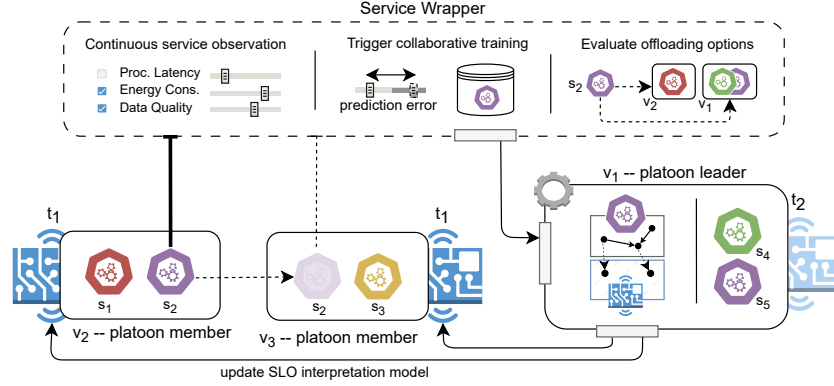 Service Wrapper
Continuous service observation
Proc. Latency
Energy Cons.
Data Quality
Trigger collaborative training
prediction error
Evaluate offloading options
s2
v2
v1
v1 -- platoon leader
t1
t1
t2
s1
s2
s2
s3
s4
s5
v2 -- platoon member
v3 -- platoon member
update SLO interpretation model